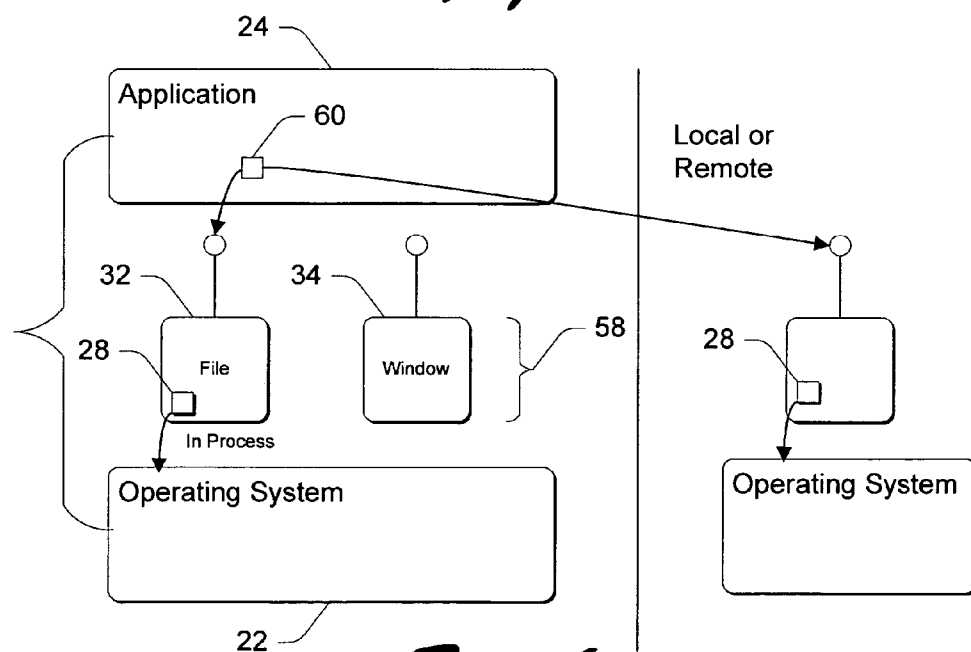 24
Application
60
Local or
Remote
32
34
58
28
File
Window
28
In Process
Operating System
Operating System
22